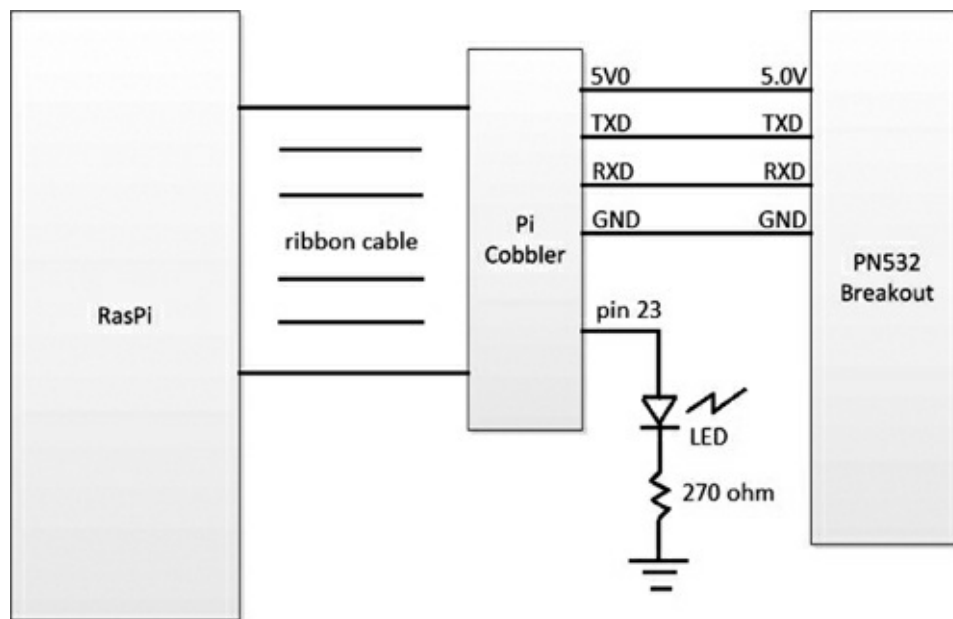 RasPi
ribbon cable
Pi
Cobbler
5V0
5.0V
TXD
TXD
RXD
RXD
GND
GND
pin 23
LED
270 ohm
PN532
Breakout